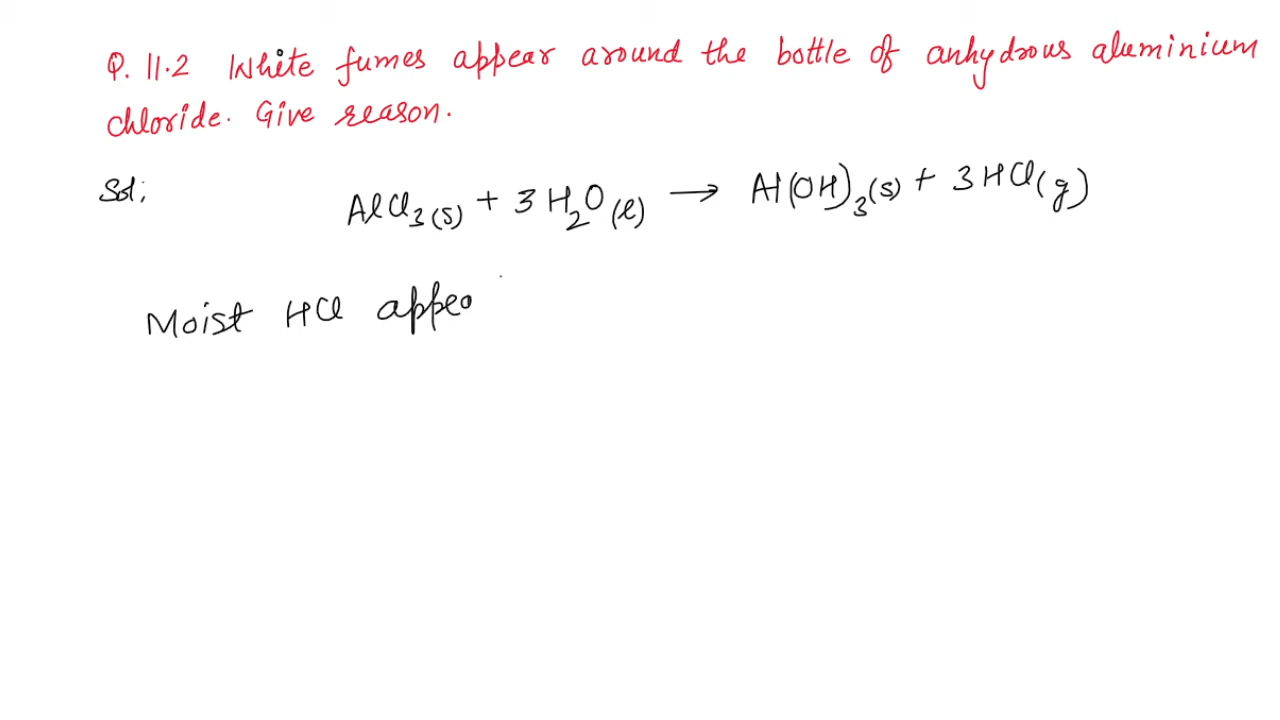 Q. 11.2 White fumes appear around the bottle of anhydrous aluminium
chloride. Give reason.
Sol:
AlCl₃(s) + 3H₂O(l) → Al(OH)₃(s) + 3HCl(g)
Moist HCl appea